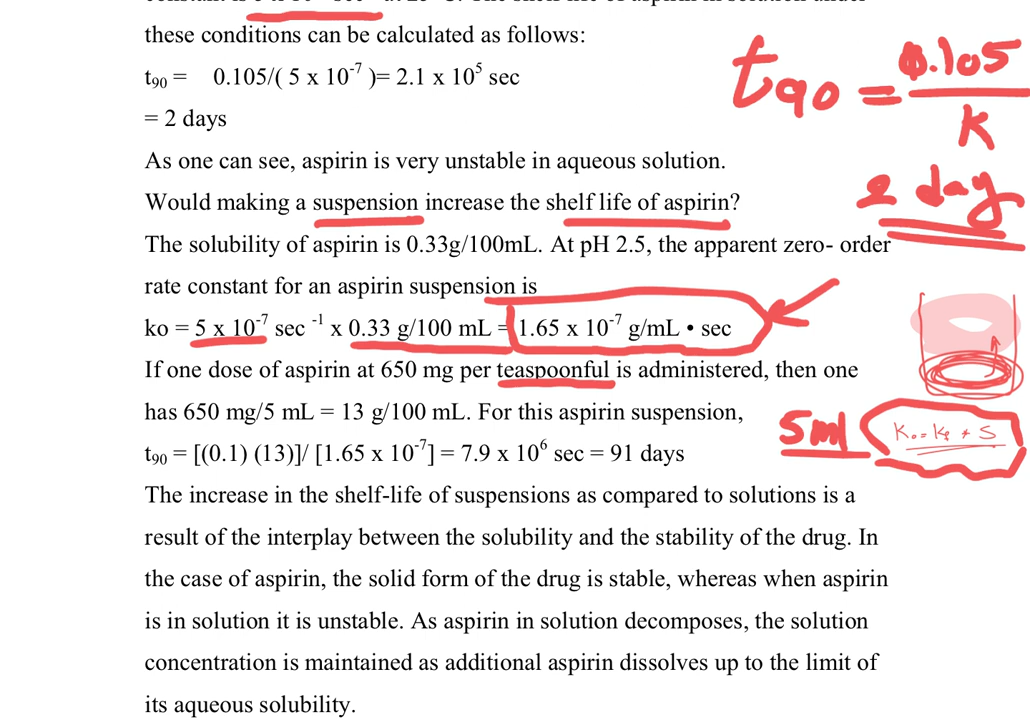 these conditions can be calculated as follows:
t90 = 0.105/( 5 x 10-7 )= 2.1 x 105 sec
t90 = 0.105
K
= 2 days
As one can see, aspirin is very unstable in aqueous solution.
2 day
Would making a suspension increase the shelf life of aspirin?
The solubility of aspirin is 0.33g/100mL. At pH 2.5, the apparent zero- order
rate constant for an aspirin suspension is
ko = 5 x 10-7 sec -1 x 0.33 g/100 mL = 1.65 x 10-7 g/mL • sec
If one dose of aspirin at 650 mg per teaspoonful is administered, then one
has 650 mg/5 mL = 13 g/100 mL. For this aspirin suspension,
5ml
t90 = [(0.1) (13)]/ [1.65 x 10-7] = 7.9 x 106 sec = 91 days
The increase in the shelf-life of suspensions as compared to solutions is a
result of the interplay between the solubility and the stability of the drug. In
the case of aspirin, the solid form of the drug is stable, whereas when aspirin
is in solution it is unstable. As aspirin in solution decomposes, the solution
concentration is maintained as additional aspirin dissolves up to the limit of
its aqueous solubility.